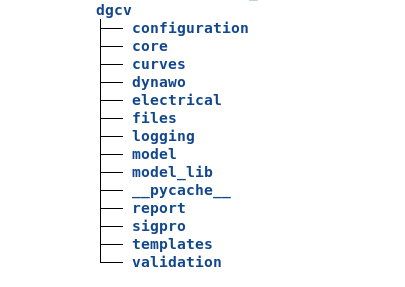 dgcv
configuration
core
curves
dynawo
electrical
files
logging
model
model_lib
__pycache__
report
sigpro
templates
validation